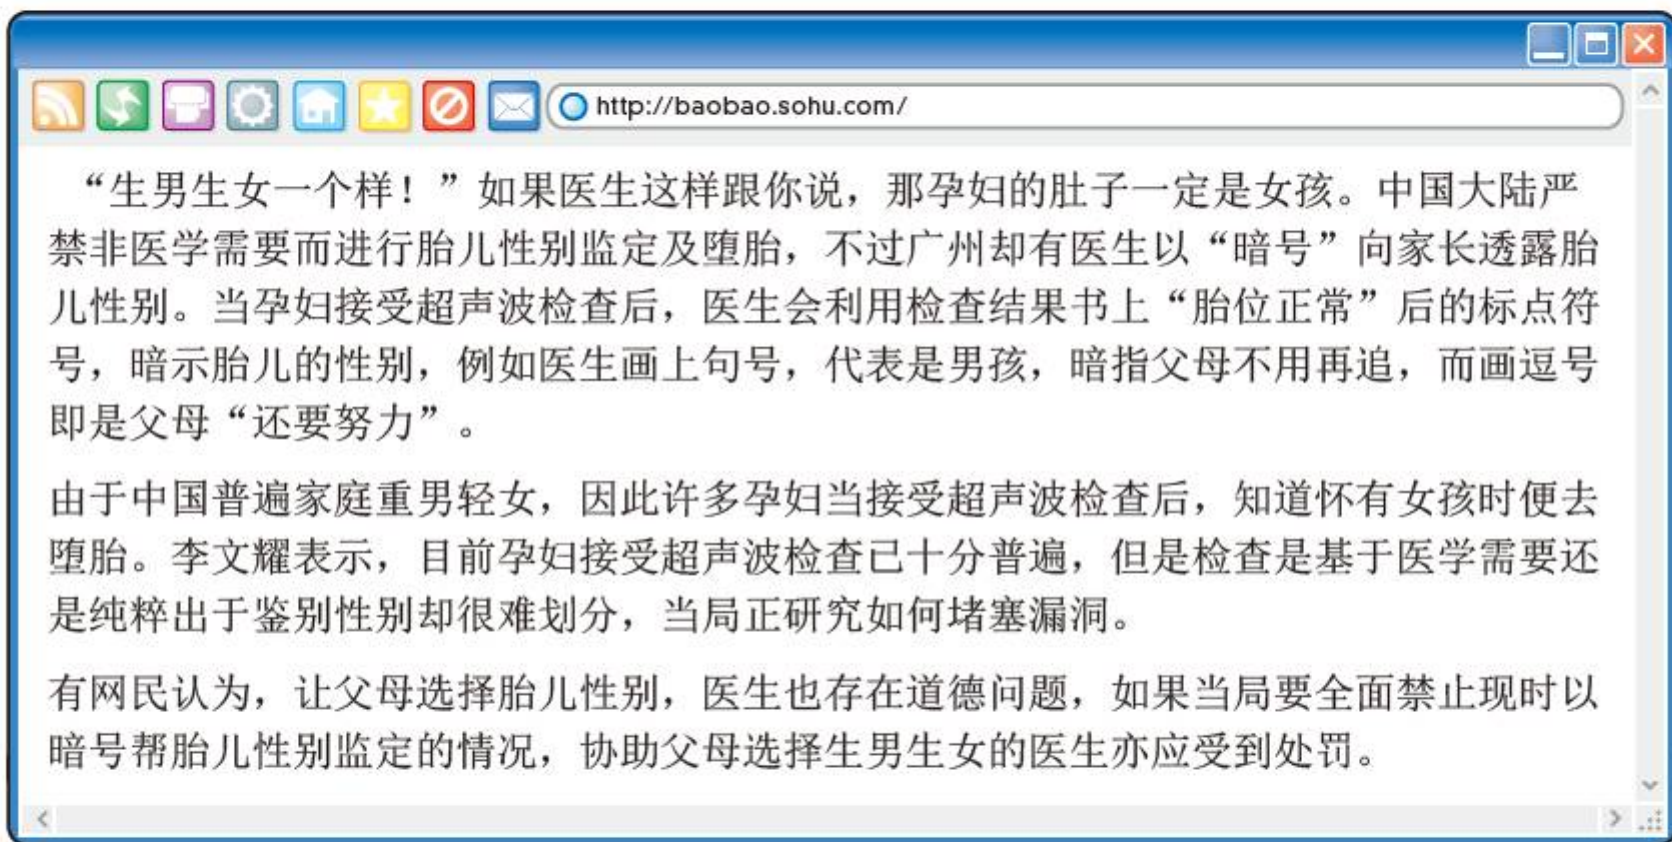 http://baobao.sohu.com/
“生男生女一个样！”如果医生这样跟你说，那孕妇的肚子一定是女孩。中国大陆严
禁非医学需要而进行胎儿性别监定及堕胎，不过广州却有医生以“暗号”向家长透露胎
儿性别。当孕妇接受超声波检查后，医生会利用检查结果书上“胎位正常”后的标点符
号，暗示胎儿的性别，例如医生画上句号，代表是男孩，暗指父母不用再追，而画逗号
即是父母“还要努力”。
由于中国普遍家庭重男轻女，因此许多孕妇当接受超声波检查后，知道怀有女孩时便去
堕胎。李文耀表示，目前孕妇接受超声波检查已十分普遍，但是检查是基于医学需要还
是纯粹出于鉴别性别却很难划分，当局正研究如何堵塞漏洞。
有网民认为，让父母选择胎儿性别，医生也存在道德问题，如果当局要全面禁止现时以
暗号帮胎儿性别监定的情况，协助父母选择生男生女的医生亦应受到处罚。